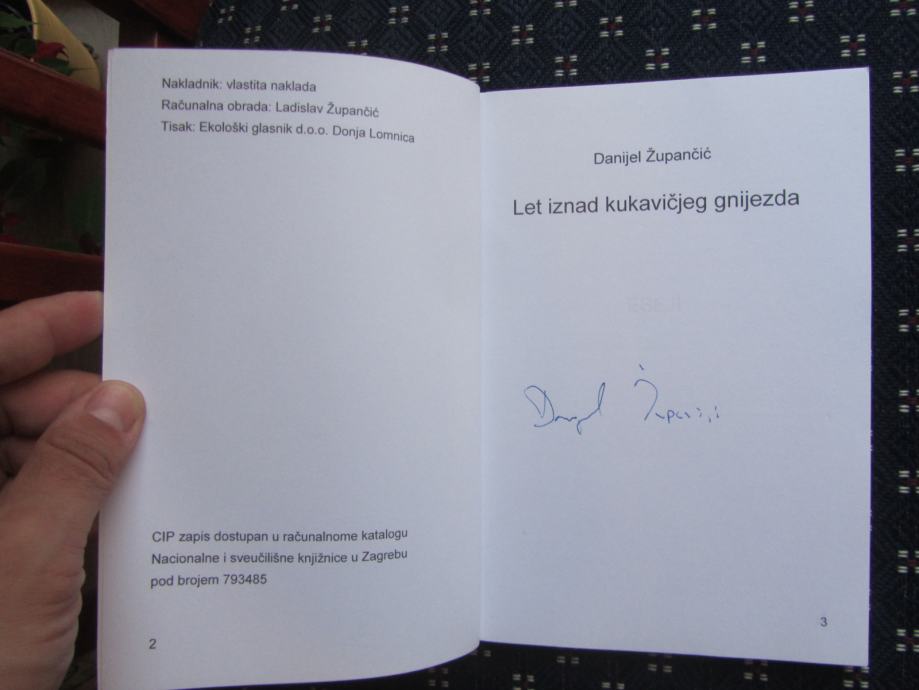 Nakladnik: vlastita naklada
Računalna obrada: Ladislav Župančić
Tisak: Ekološki glasnik d.o.o. Donja Lomnica
CIP zapis dostupan u računalnome katalogu
Nacionalne i sveučilišne knjižnice u Zagrebu
pod brojem 793485
2
Danijel Župančić
Let iznad kukavičjeg gnijezda
3